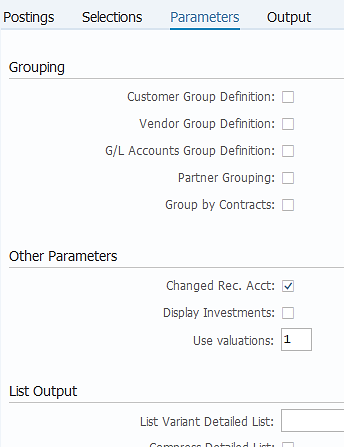 Postings Selections Parameters Output
Grouping
Customer Group Definition:
Vendor Group Definition:
G/L Accounts Group Definition:
Partner Grouping:
Group by Contracts:
Other Parameters
Changed Rec. Acct:
Display Investments:
Use valuations: 1
List Output
List Variant Detailed List:
Compress Detailed List: